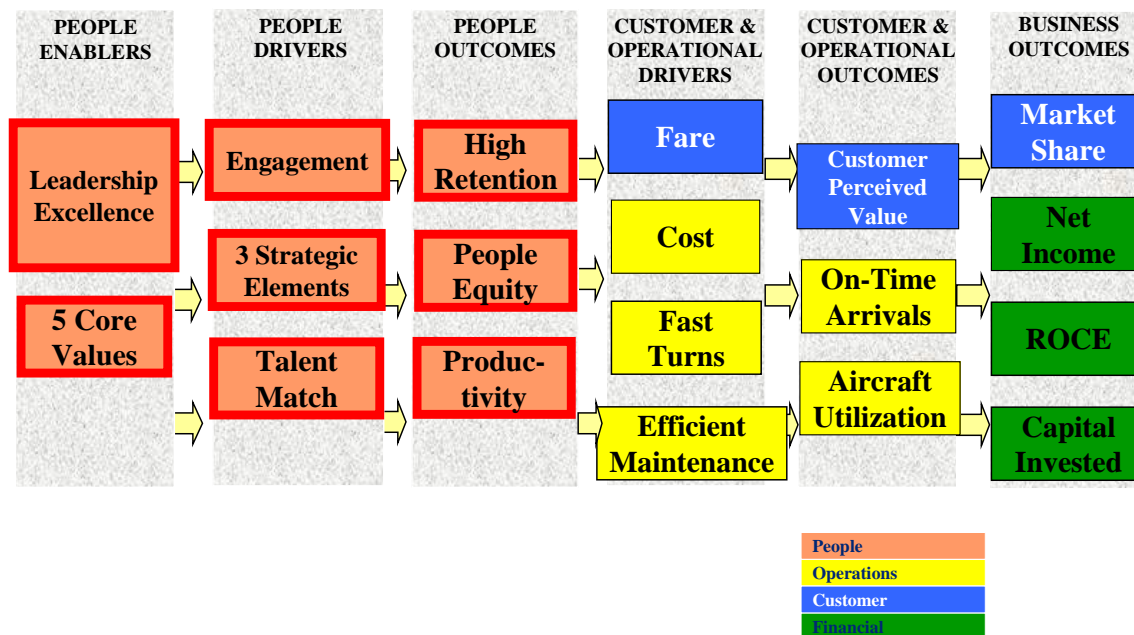 PEOPLE
ENABLERS
PEOPLE
DRIVERS
PEOPLE
OUTCOMES
CUSTOMER &
OPERATIONAL
DRIVERS
CUSTOMER &
OPERATIONAL
OUTCOMES
BUSINESS
OUTCOMES
Leadership
Excellence
5 Core
Values
Engagement
3 Strategic
Elements
Talent
Match
High
Retention
People
Equity
Produc-
tivity
Fare
Cost
Fast
Turns
Efficient
Maintenance
Customer
Perceived
Value
On-Time
Arrivals
Aircraft
Utilization
Market
Share
Net
Income
ROCE
Capital
Invested
People
Operations
Customer
Financial